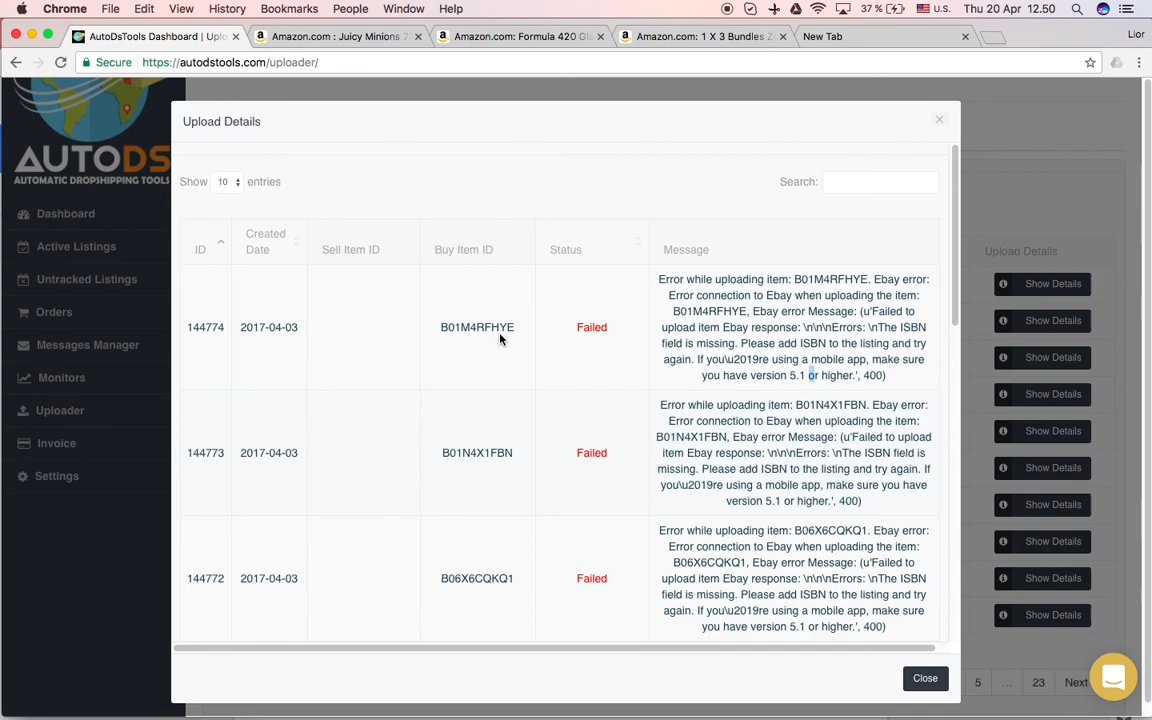 Chrome File Edit View History Bookmarks People Window Help 37 % U.S. Thu 20 Apr 12.50
AutoDsTools Dashboard | Uplo Amazon.com : Juicy Minions 7 Amazon.com: Formula 420 Gla Amazon.com: 1 X 3 Bundles Z New Tab Lior
Secure https://autodstools.com/uploader/
AUTODS
AUTOMATIC DROPSHIPPING TOOLS
Dashboard
Active Listings
Untracked Listings
Orders
Messages Manager
Monitors
Uploader
Invoice
Settings
Upload Details
Show 10 entries Search:
ID Created Date Sell Item ID Buy Item ID Status Message
144774 2017-04-03 B01M4RFHYE Failed
Error while uploading item: B01M4RFHYE. Ebay error:
Error connection to Ebay when uploading the item:
B01M4RFHYE, Ebay error Message: (u'Failed to
upload item Ebay response: \n\n\nErrors: \nThe ISBN
field is missing. Please add ISBN to the listing and try
again. If you\u2019re using a mobile app, make sure
you have version 5.1 or higher.', 400)
144773 2017-04-03 B01N4X1FBN Failed
Error while uploading item: B01N4X1FBN. Ebay error:
Error connection to Ebay when uploading the item:
B01N4X1FBN, Ebay error Message: (u'Failed to upload
item Ebay response: \n\n\nErrors: \nThe ISBN field is
missing. Please add ISBN to the listing and try again. If
you\u2019re using a mobile app, make sure you have
version 5.1 or higher.', 400)
144772 2017-04-03 B06X6CQKQ1 Failed
Error while uploading item: B06X6CQKQ1. Ebay error:
Error connection to Ebay when uploading the item:
B06X6CQKQ1, Ebay error Message: (u'Failed to
upload item Ebay response: \n\n\nErrors: \nThe ISBN
field is missing. Please add ISBN to the listing and try
again. If you\u2019re using a mobile app, make sure
you have version 5.1 or higher.', 400)
Close
Upload Details
Show Details
Show Details
Show Details
Show Details
Show Details
Show Details
Show Details
Show Details
Show Details
Show Details
5 ... 23 Next